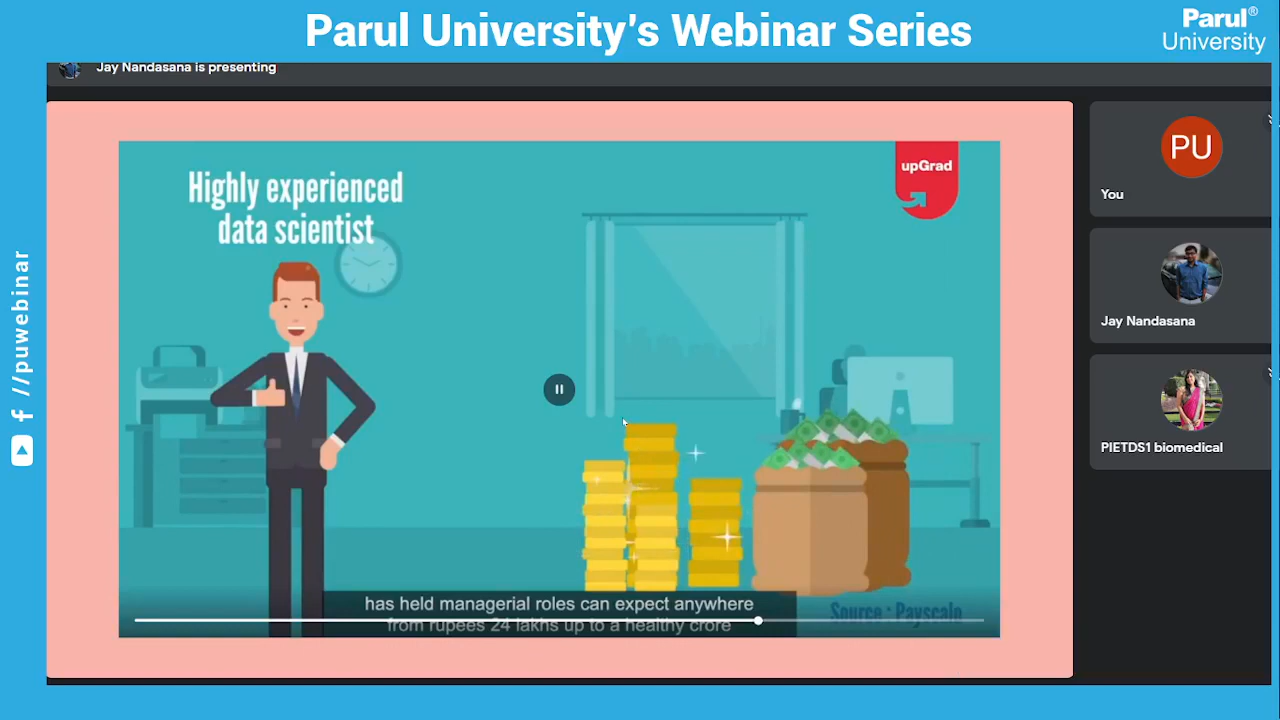 Parul University's Webinar Series
Parul®
University
Jay Nandasana is presenting
Highly experienced
data scientist
upGrad
PU
You
Jay Nandasana
PIETDS1 biomedical
has held managerial roles can expect anywhere
from rupees 24 lakhs up to a healthy crore
Source : Payscale
f //puwebinar